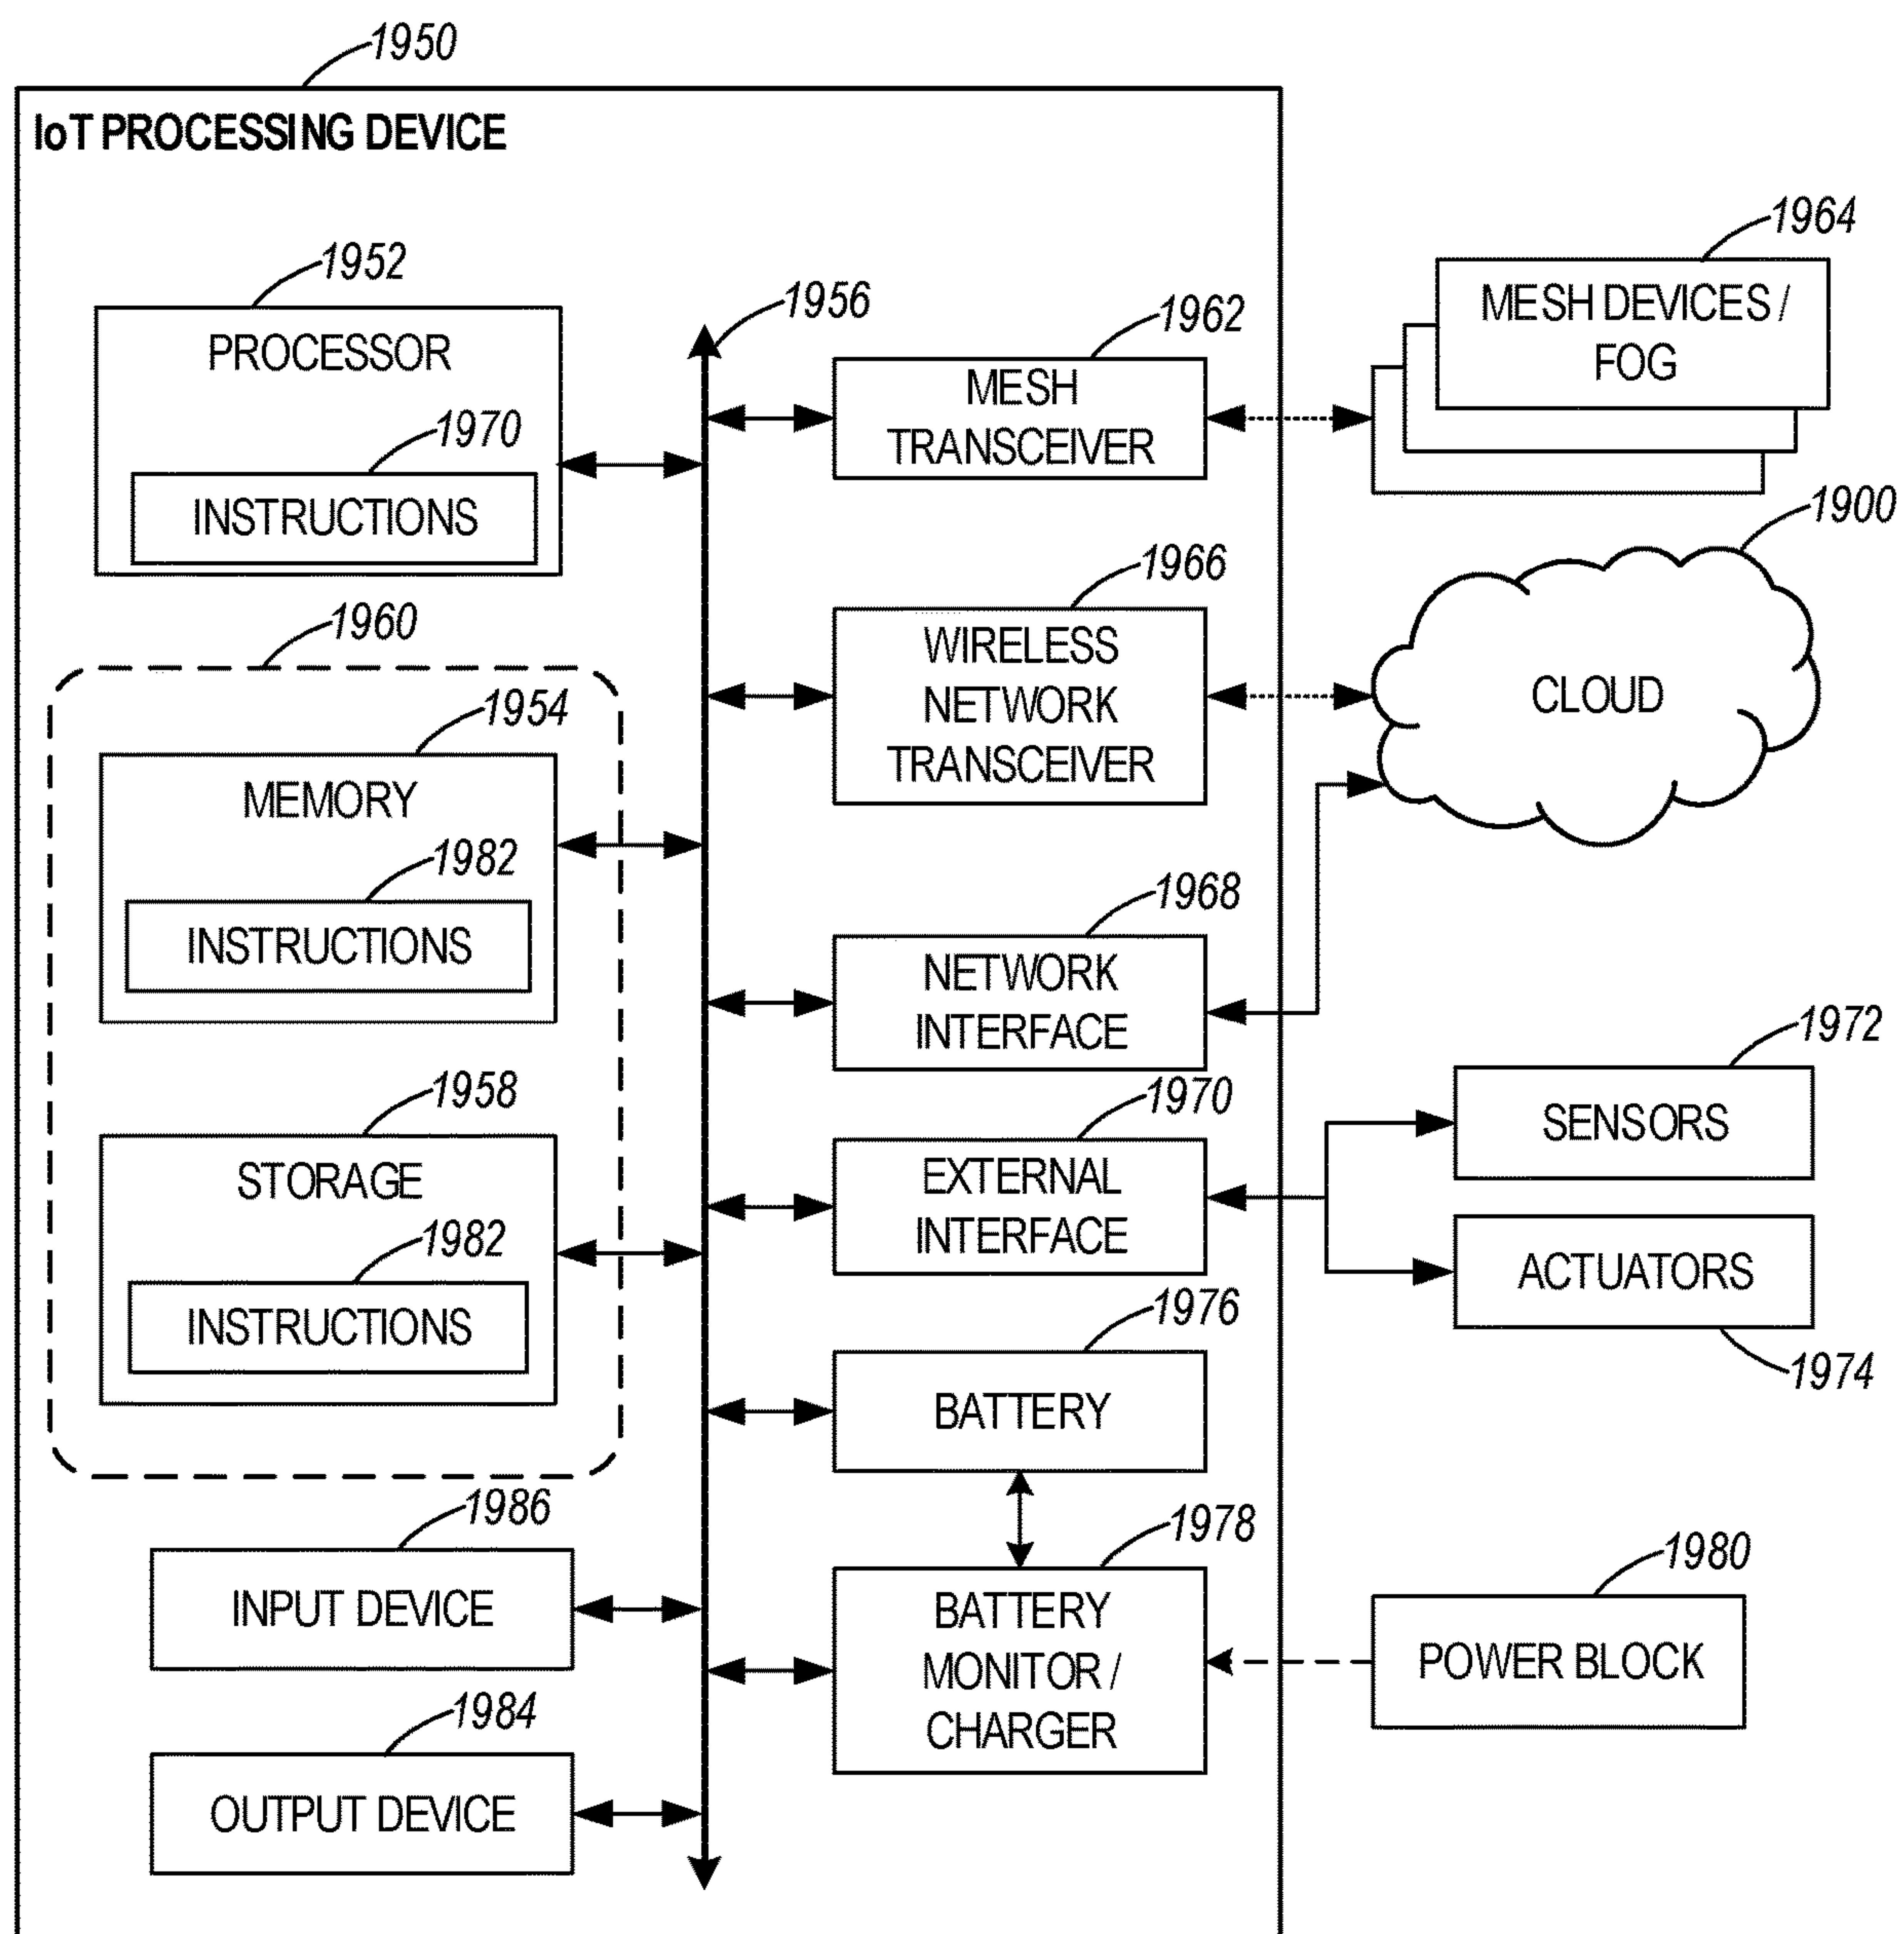 1950
IoT PROCESSING DEVICE
1952
PROCESSOR
1970
INSTRUCTIONS
1960
1954
MEMORY
1982
INSTRUCTIONS
1958
STORAGE
1982
INSTRUCTIONS
1986
INPUT DEVICE
1984
OUTPUT DEVICE
1956
1962
MESH
TRANSCEIVER
1966
WIRELESS
NETWORK
TRANSCEIVER
1968
NETWORK
INTERFACE
1970
EXTERNAL
INTERFACE
1976
BATTERY
1978
BATTERY
MONITOR /
CHARGER
1964
MESH DEVICES /
FOG
1900
CLOUD
1972
SENSORS
ACTUATORS
1974
1980
POWER BLOCK